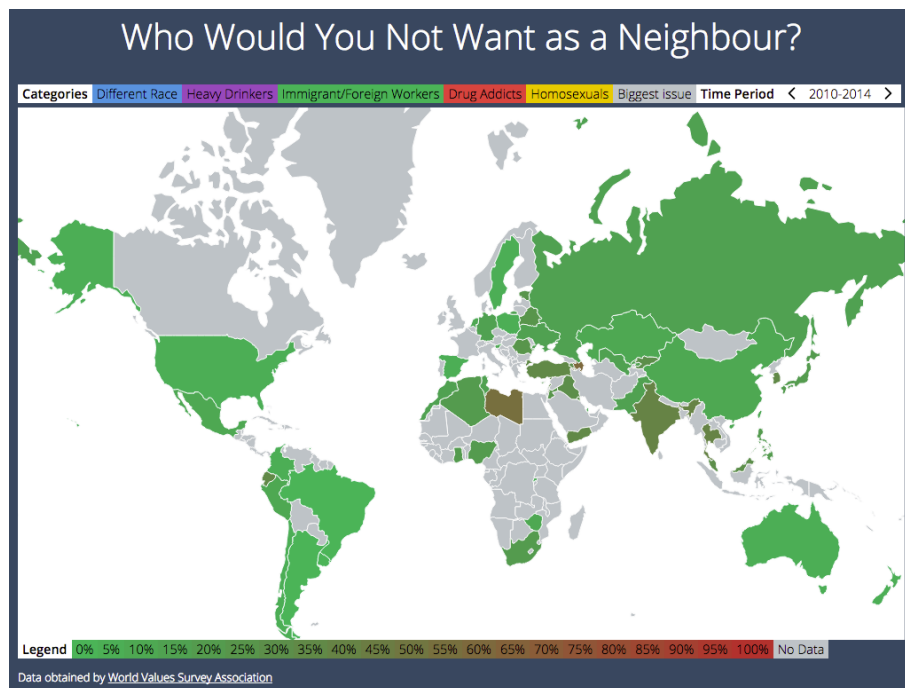 Who Would You Not Want as a Neighbour?
Categories Different Race Heavy Drinkers Immigrant/Foreign Workers Drug Addicts Homosexuals Biggest issue Time Period < 2010-2014 >
Legend 0% 5% 10% 15% 20% 25% 30% 35% 40% 45% 50% 55% 60% 65% 70% 75% 80% 85% 90% 95% 100% No Data
Data obtained by World Values Survey Association